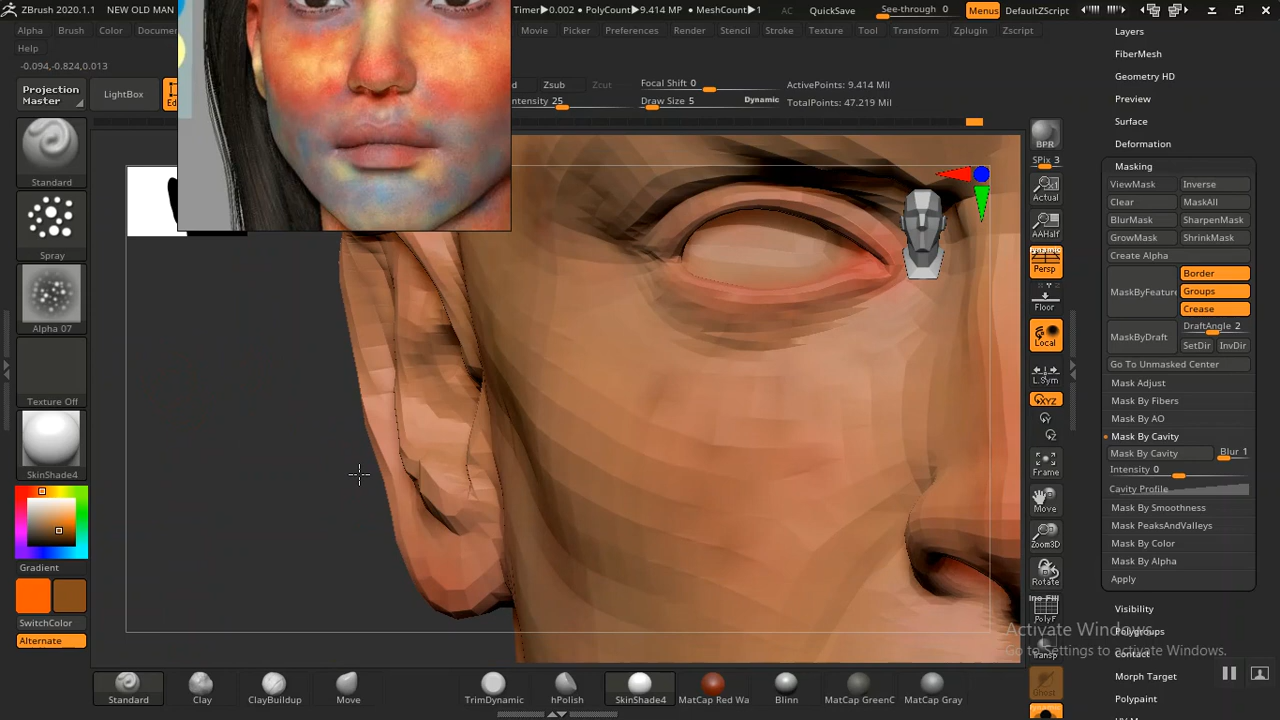 ZBrush 2020.1.1 NEW OLD MAN
Timer▶0.002 • PolyCount▶9.414 MP • MeshCount▶1
AC QuickSave See-through 0 Menus DefaultZScript
Alpha Brush Color Movie Picker Preferences Render Stencil Stroke Texture Tool Transform Zplugin Zscript
Help
-0.094,-0.824,0.013
Projection
Master
LightBox
Zsub Zcut
Focal Shift 0
Draw Size 5 Dynamic
ActivePoints: 9.414 Mil
TotalPoints: 47.219 Mil
Standard
Spray
Alpha 07
Texture Off
SkinShade4
Gradient
SwitchColor
Alternate
BPR
SPix 3
Actual
AAHalf
Dynamic
Persp
Floor
Local
L.Sym
XYZ
Frame
Move
Zoom3D
Rotate
PolyF
Transp
Ghost
Layers
FiberMesh
Geometry HD
Preview
Surface
Deformation
Masking
ViewMask Inverse
Clear MaskAll
BlurMask SharpenMask
GrowMask ShrinkMask
Create Alpha
Border
MaskByFeature Groups
Crease
MaskByDraft DraftAngle 2
SetDir InvDir
Go To Unmasked Center
Mask Adjust
Mask By Fibers
Mask By AO
Mask By Cavity
Mask By Cavity Blur 1
Intensity 0
Cavity Profile
Mask By Smoothness
Mask PeaksAndValleys
Mask By Color
Mask By Alpha
Apply
Visibility
Polygroups
Contact
Morph Target
Polypaint
Activate Windows
Go to Settings to activate Windows.
Standard Clay ClayBuildup Move TrimDynamic hPolish SkinShade4 MatCap Red Wa Blinn MatCap GreenC MatCap Gray